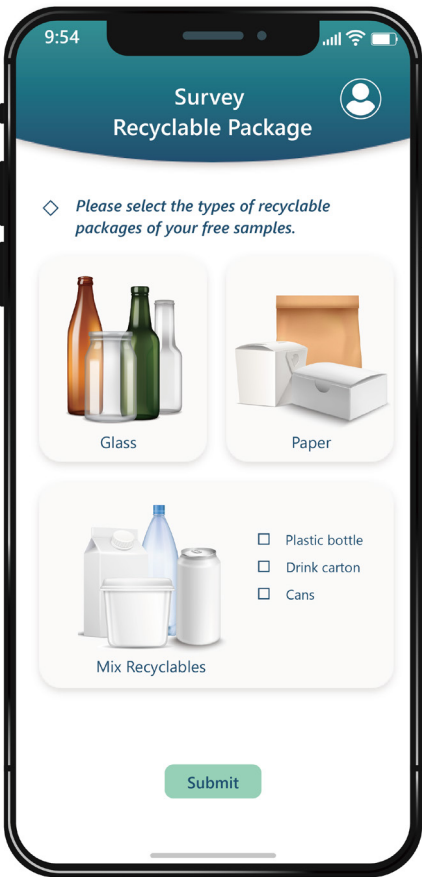 9:54
Survey
Recyclable Package
Please select the types of recyclable
packages of your free samples.
Glass
Paper
Plastic bottle
Drink carton
Cans
Mix Recyclables
Submit